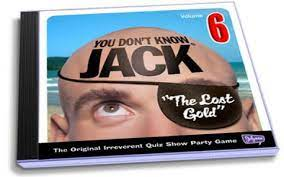 Volume
6
YOU DON'T KNOW
JACK
"The Lost
Gold"
The Original Irreverent Quiz Show Party Game